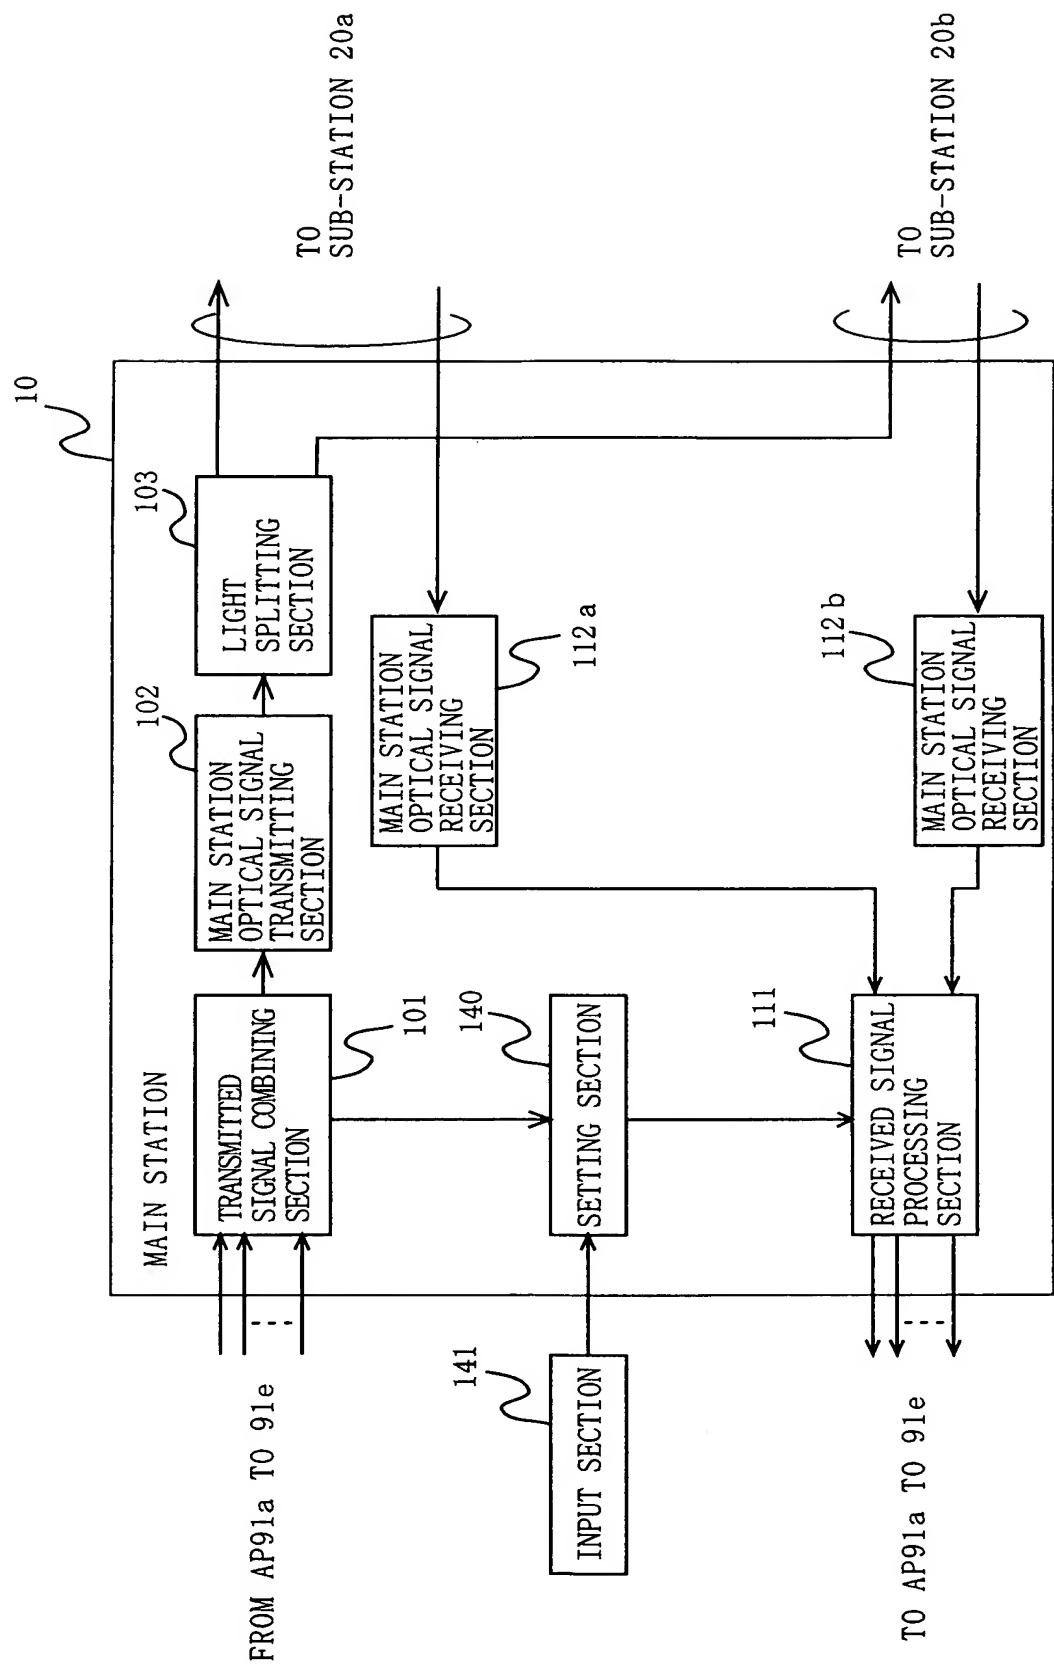 10
MAIN STATION
FROM AP91a TO 91e
TRANSMITTED
SIGNAL COMBINING
SECTION
101
MAIN STATION
OPTICAL SIGNAL
TRANSMITTING
SECTION
102
LIGHT
SPLITTING
SECTION
103
TO
SUB-STATION 20a
MAIN STATION
OPTICAL SIGNAL
RECEIVING
SECTION
112a
INPUT SECTION
141
SETTING SECTION
140
TO AP91a TO 91e
RECEIVED SIGNAL
PROCESSING
SECTION
111
MAIN STATION
OPTICAL SIGNAL
RECEIVING
SECTION
112b
TO
SUB-STATION 20b